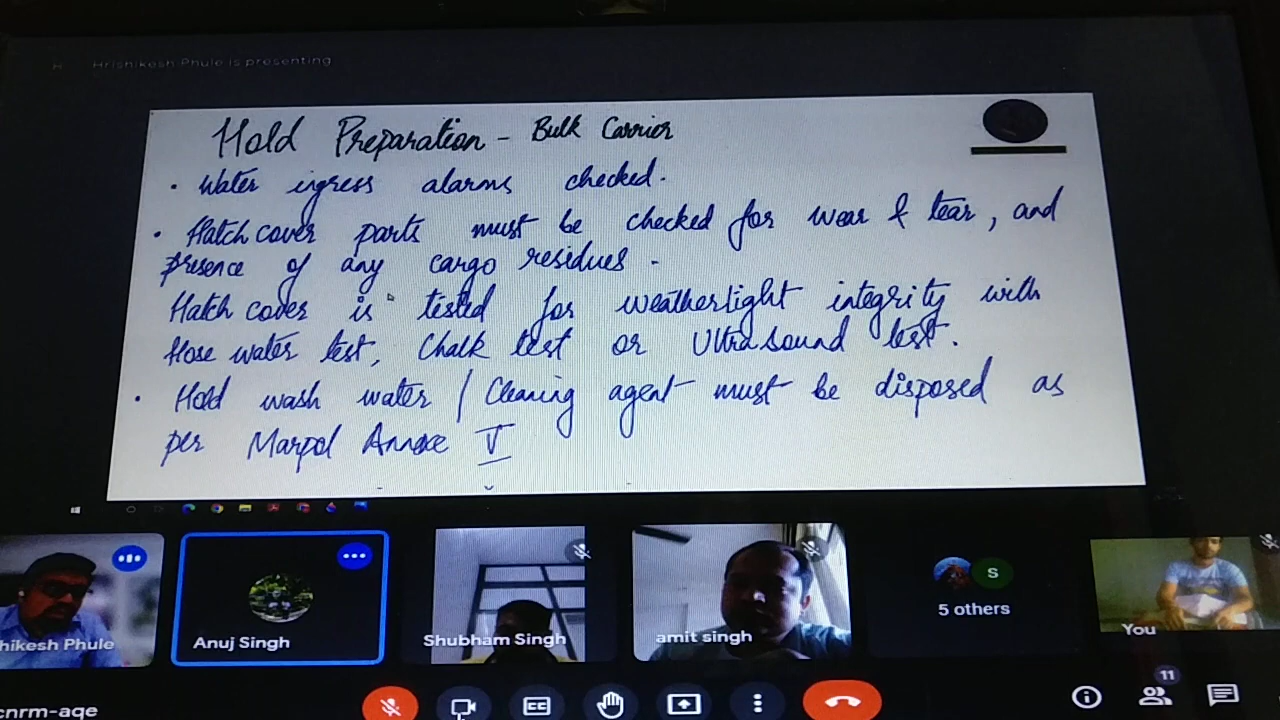 Hrishikesh Phule is presenting
Hold Preparation - Bulk Carrier
• Water ingress alarms checked.
• Hatch cover parts must be checked for wear & tear, and
presence of any cargo residues.
Hatch cover is tested for weathertight integrity with
Hose water test, Chalk test or Ultrasound test.
• Hold wash water / Cleaning agent must be disposed as
per Marpol Annexe V
hikesh Phule
Anuj Singh
Shubham Singh
amit singh
S
5 others
You
cnrm-aqe
CC
11